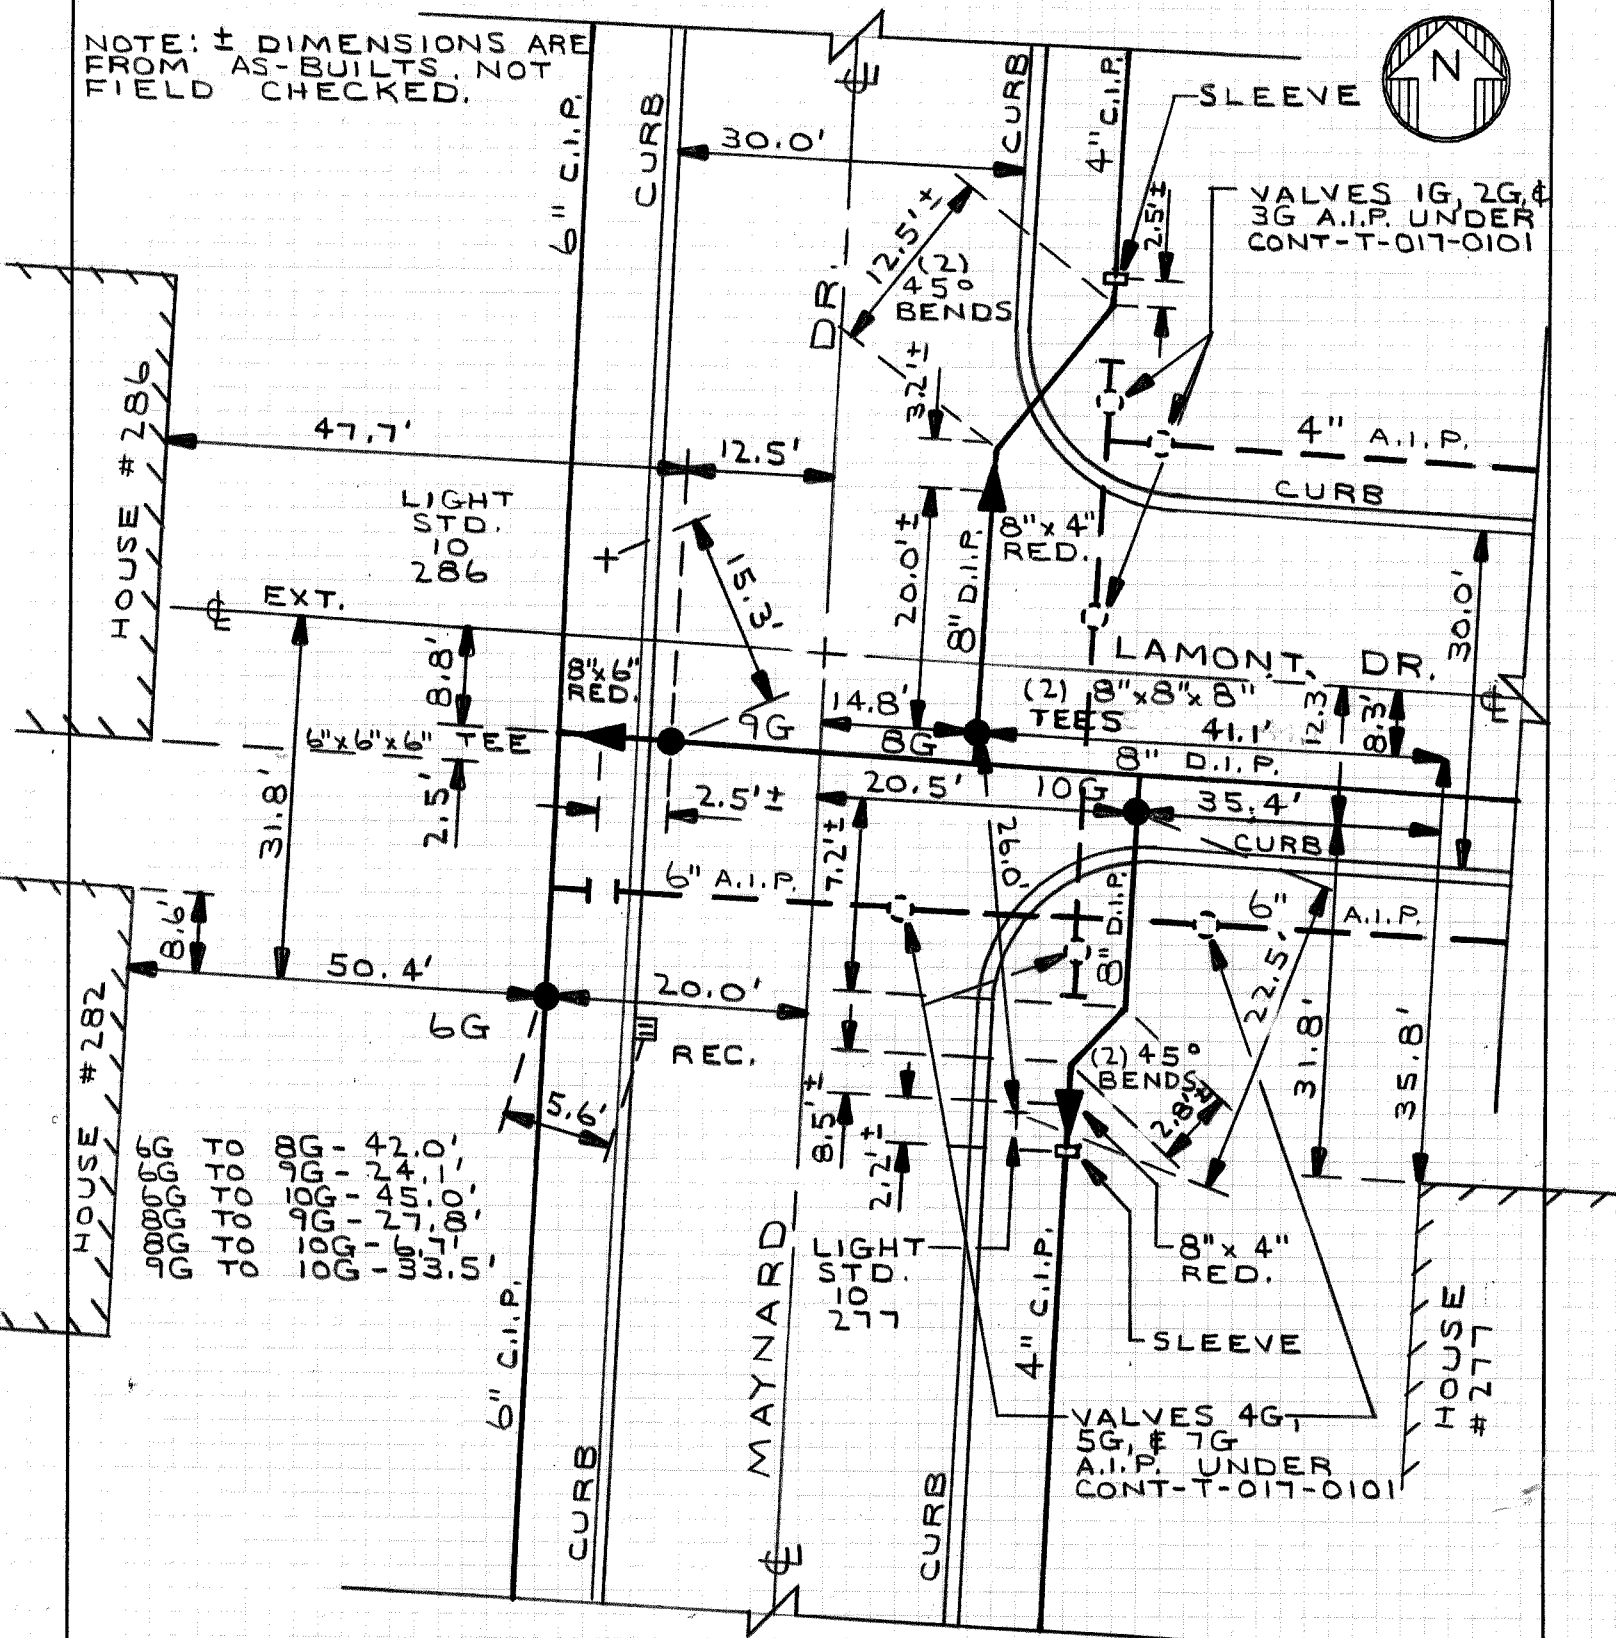 NOTE: ± DIMENSIONS ARE
FROM AS-BUILTS. NOT
FIELD CHECKED.
6" C.I.P.
CURB
30.0'
℄
CURB
4" C.I.P.
SLEEVE
N
VALVES 1G, 2G, &
3G A.I.P. UNDER
CONT-T-017-0101
2.5'±
12.5'±
(2)
45°
BENDS
DR.
3.2'±
HOUSE #286
47.7'
12.5'
4" A.I.P.
CURB
LIGHT
STD.
10
286
15.3'
20.0'±
8" D.I.P.
8"x4"
RED.
30.0'
℄ EXT.
LAMONT DR.
℄
8.8'
8"x6"
RED.
9G
14.8'
8G
(2) 8"x8"x8"
TEES
41.1'
12.3'
8.3'
6"x6"x6" TEE
8" D.I.P.
31.8'
2.5'
2.5'±
20.5'
10G
35.4'
CURB
7.2'±
26.0'
6" A.I.P.
8" D.I.P.
6" A.I.P.
8.6'
50.4'
20.0'
22.5'
31.8'
35.8'
HOUSE #282
6G
REC.
5.6'
(2) 45°
BENDS
2.8'±
8.5'±
2.2'±
6G TO 8G - 42.0'
6G TO 9G - 24.1'
6G TO 10G - 45.0'
8G TO 9G - 27.8'
8G TO 10G - 6.7'
9G TO 10G - 33.5'
6" C.I.P.
CURB
MAYNARD
℄
LIGHT
STD.
10
277
CURB
4" C.I.P.
8"x4"
RED.
SLEEVE
HOUSE
#277
VALVES 4G,
5G, & 7G
A.I.P. UNDER
CONT-T-017-0101